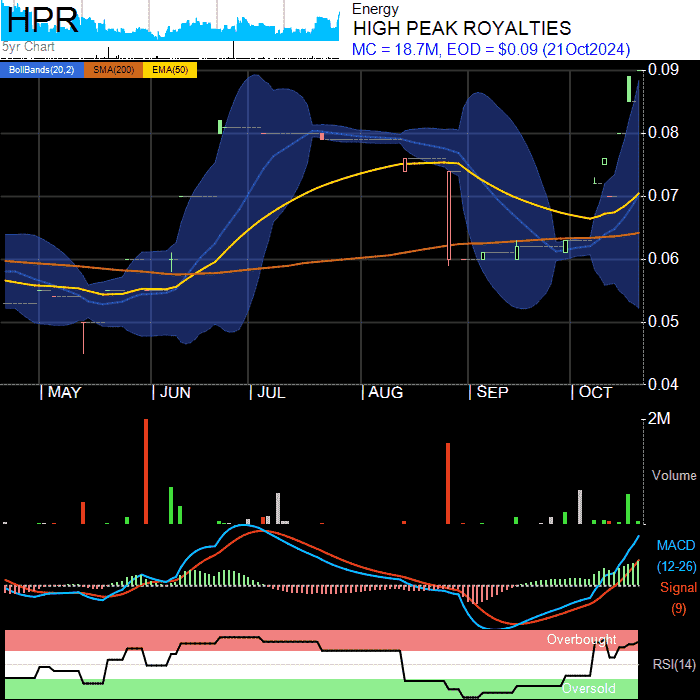 HPR
5yr Chart
Energy
HIGH PEAK ROYALTIES
MC = 18.7M, EOD = $0.09 (21Oct2024)
BollBands(20,2) SMA(200) EMA(50)
0.09
0.08
0.07
0.06
0.05
0.04
MAY JUN JUL AUG SEP OCT
2M
Volume
MACD
(12-26)
Signal
(9)
Overbought
RSI(14)
Oversold